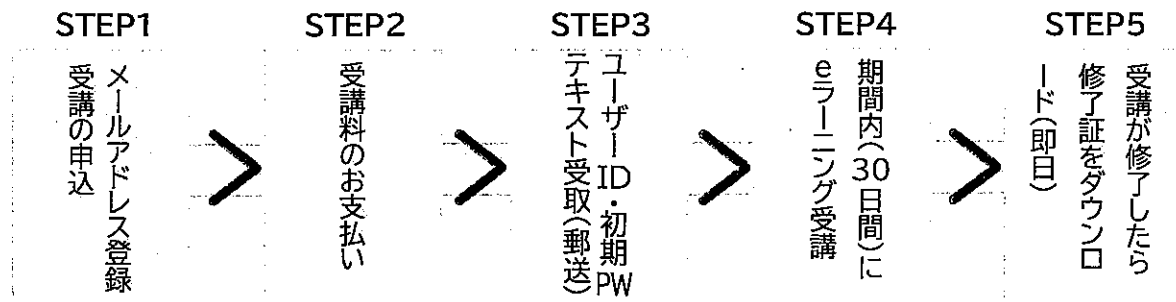 STEP1
メールアドレス登録
受講の申込
STEP2
受講料のお支払い
STEP3
ユーザーID・初期PW
テキスト受取(郵送)
STEP4
期間内(30日間)に
eラーニング受講
STEP5
受講が修了したら
修了証をダウンロ
ード(即日)